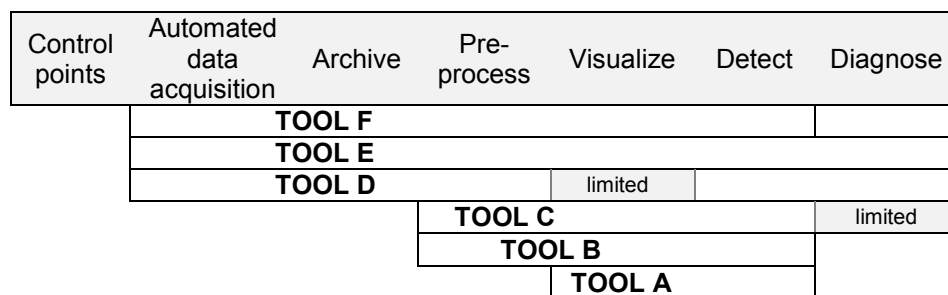 Control points
Automated data acquisition
Archive
Pre-process
Visualize
Detect
Diagnose
TOOL F
TOOL E
TOOL D
limited
TOOL C
limited
TOOL B
TOOL A